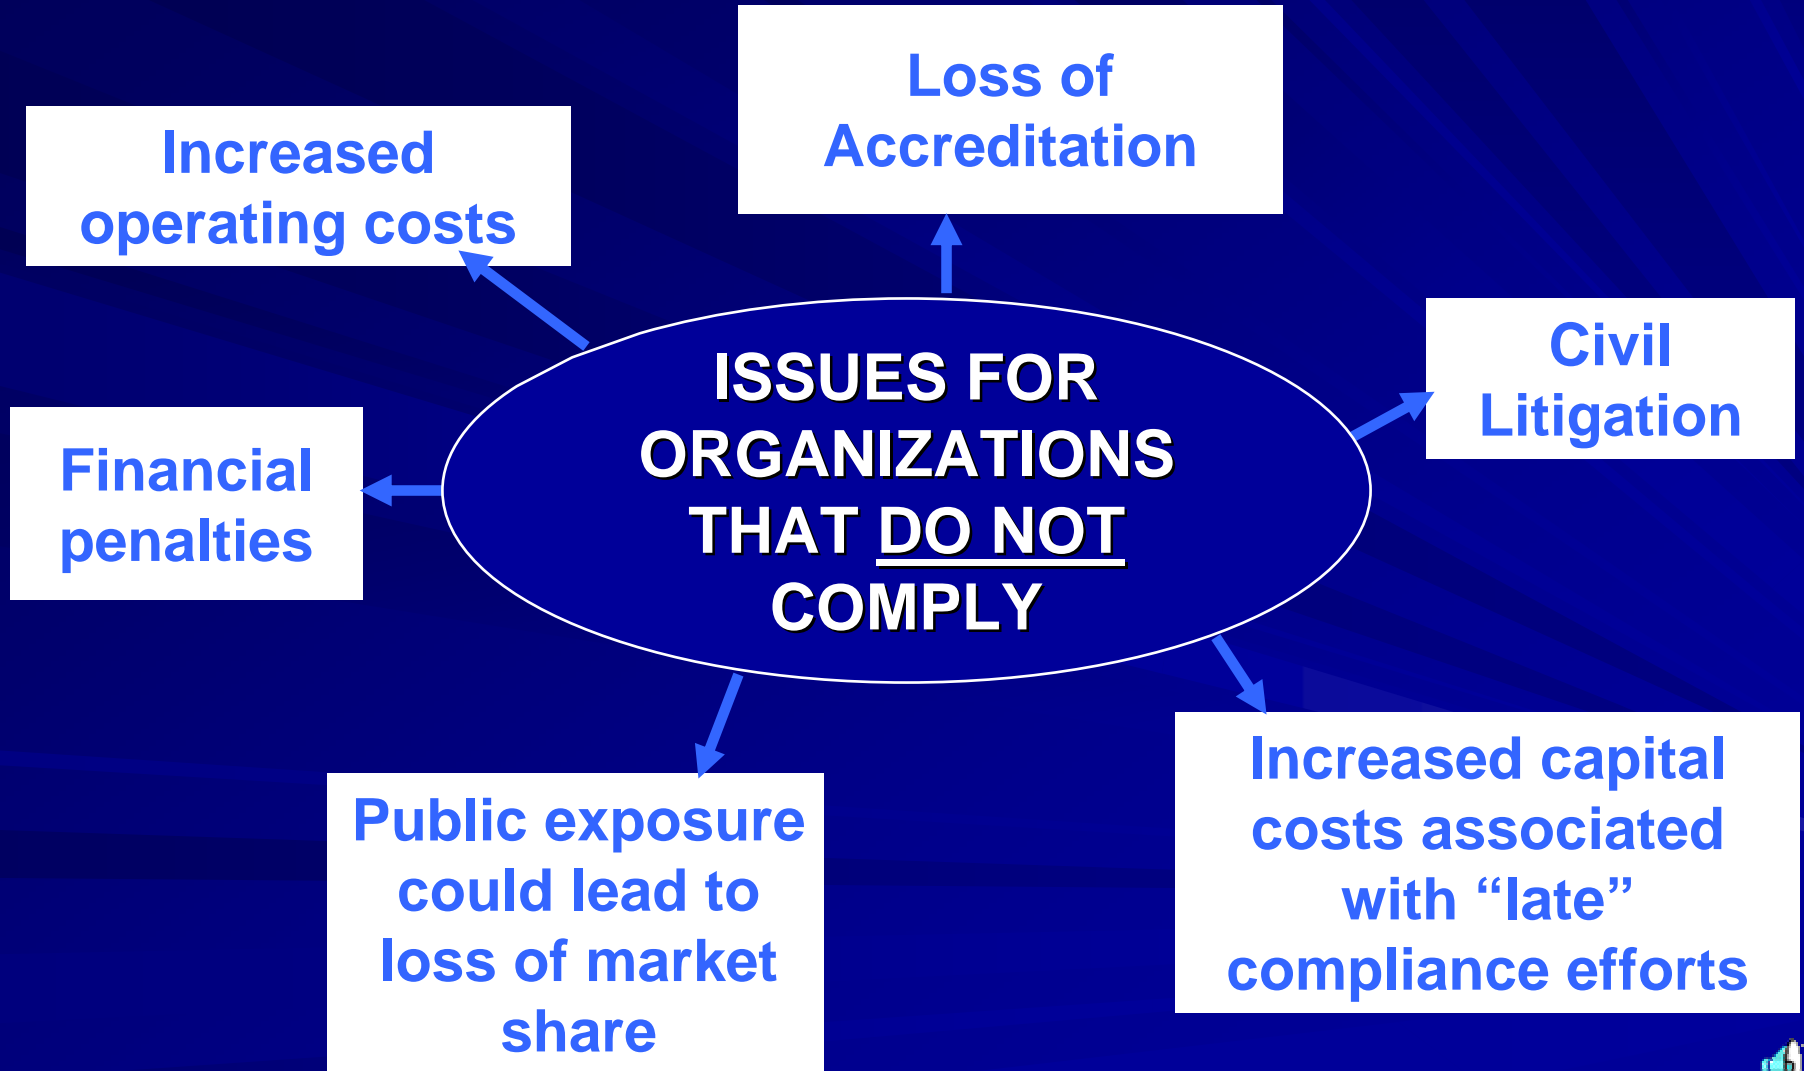 Loss of
Accreditation
Increased
operating costs
Civil
Litigation
ISSUES FOR
ORGANIZATIONS
THAT DO NOT
COMPLY
Financial
penalties
Increased capital
costs associated
with “late”
compliance efforts
Public exposure
could lead to
loss of market
share